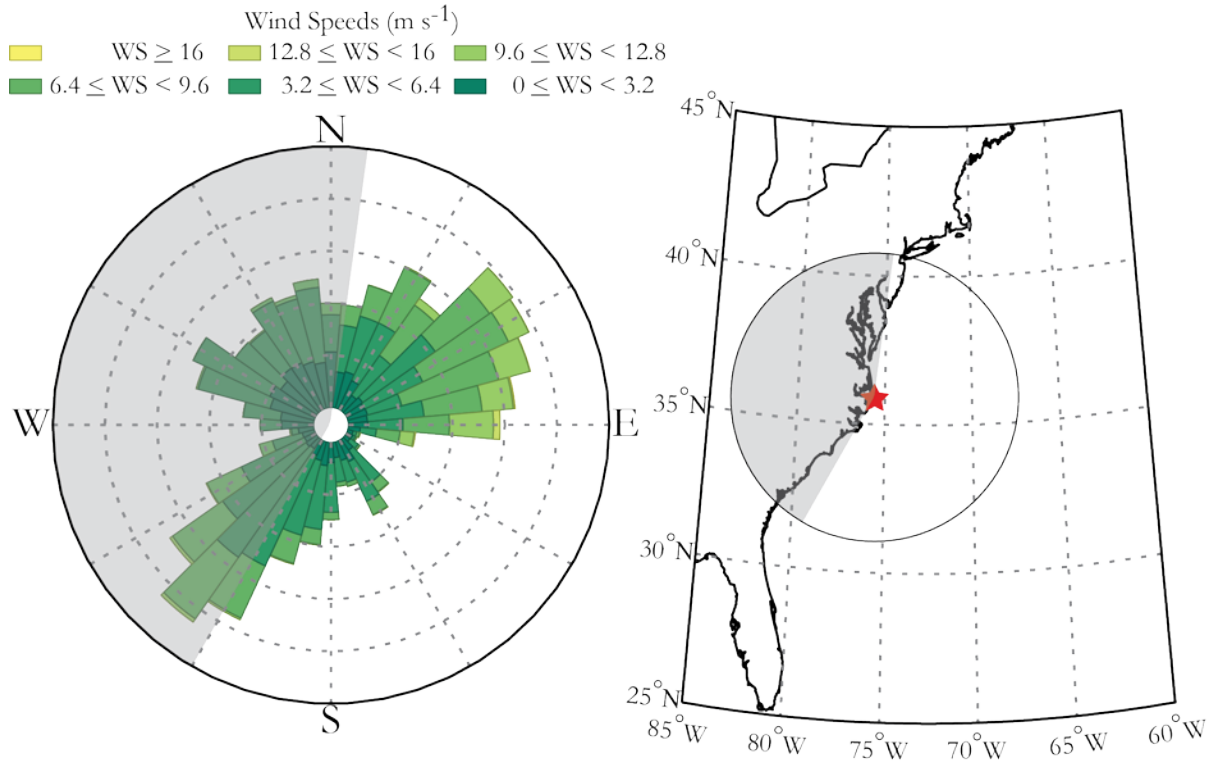 Wind Speeds (m s-1)
WS ≥ 16 12.8 ≤ WS < 16 9.6 ≤ WS < 12.8
6.4 ≤ WS < 9.6 3.2 ≤ WS < 6.4 0 ≤ WS < 3.2
N
W
E
S
45°N
40°N
35°N
30°N
25°N
85°W 80°W 75°W 70°W 65°W 60°W